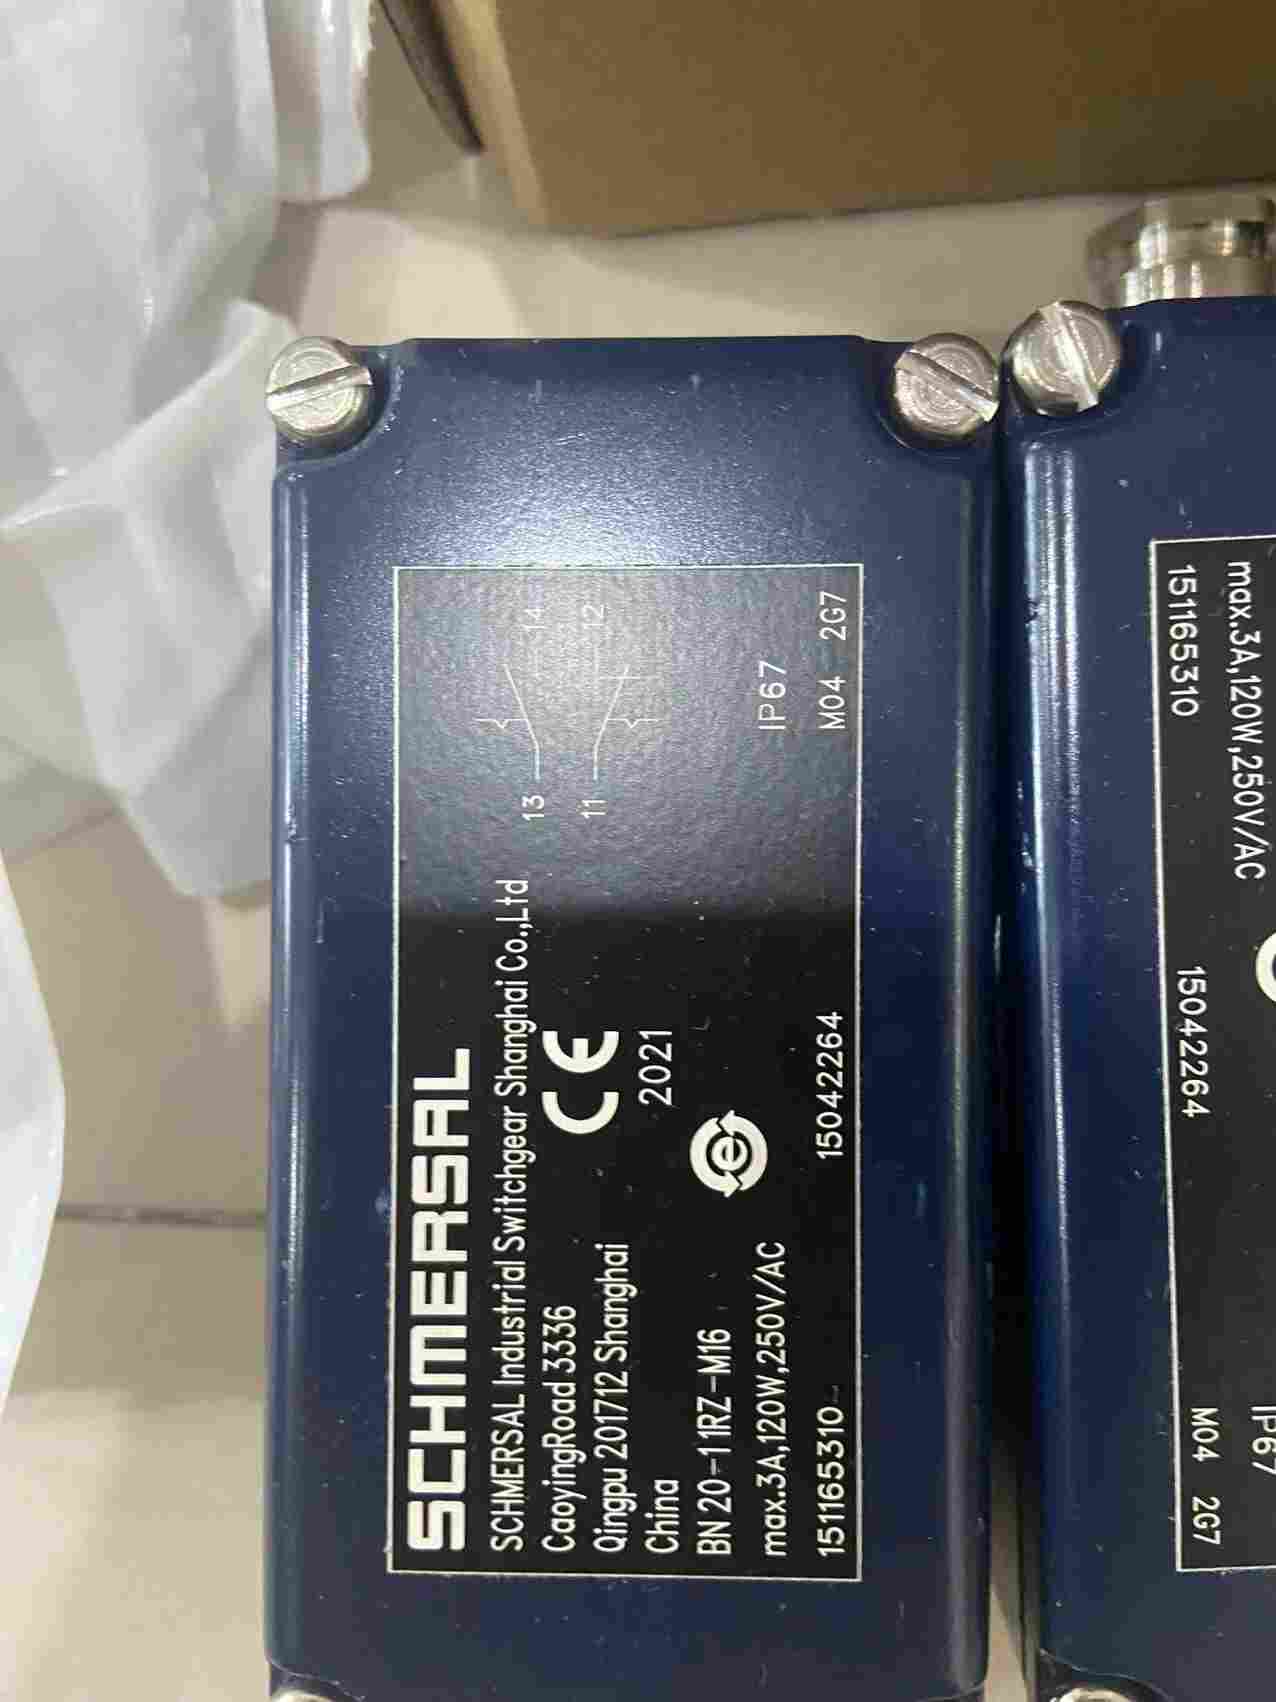 SCHMERSAL
SCHMERSAL Industrial Switchgear Shanghai Co.,Ltd
CaoyingRoad 3336
Qingpu 201712 Shanghai
China
CE
2021
BN 20-11RZ-M16
e
max.3A,120W,250V/AC
151165310
15042264
13 14
11 12
IP67
M04 2G7
max.3A,120W,250V/AC
151165310 15042264 M04 2G7
IP67